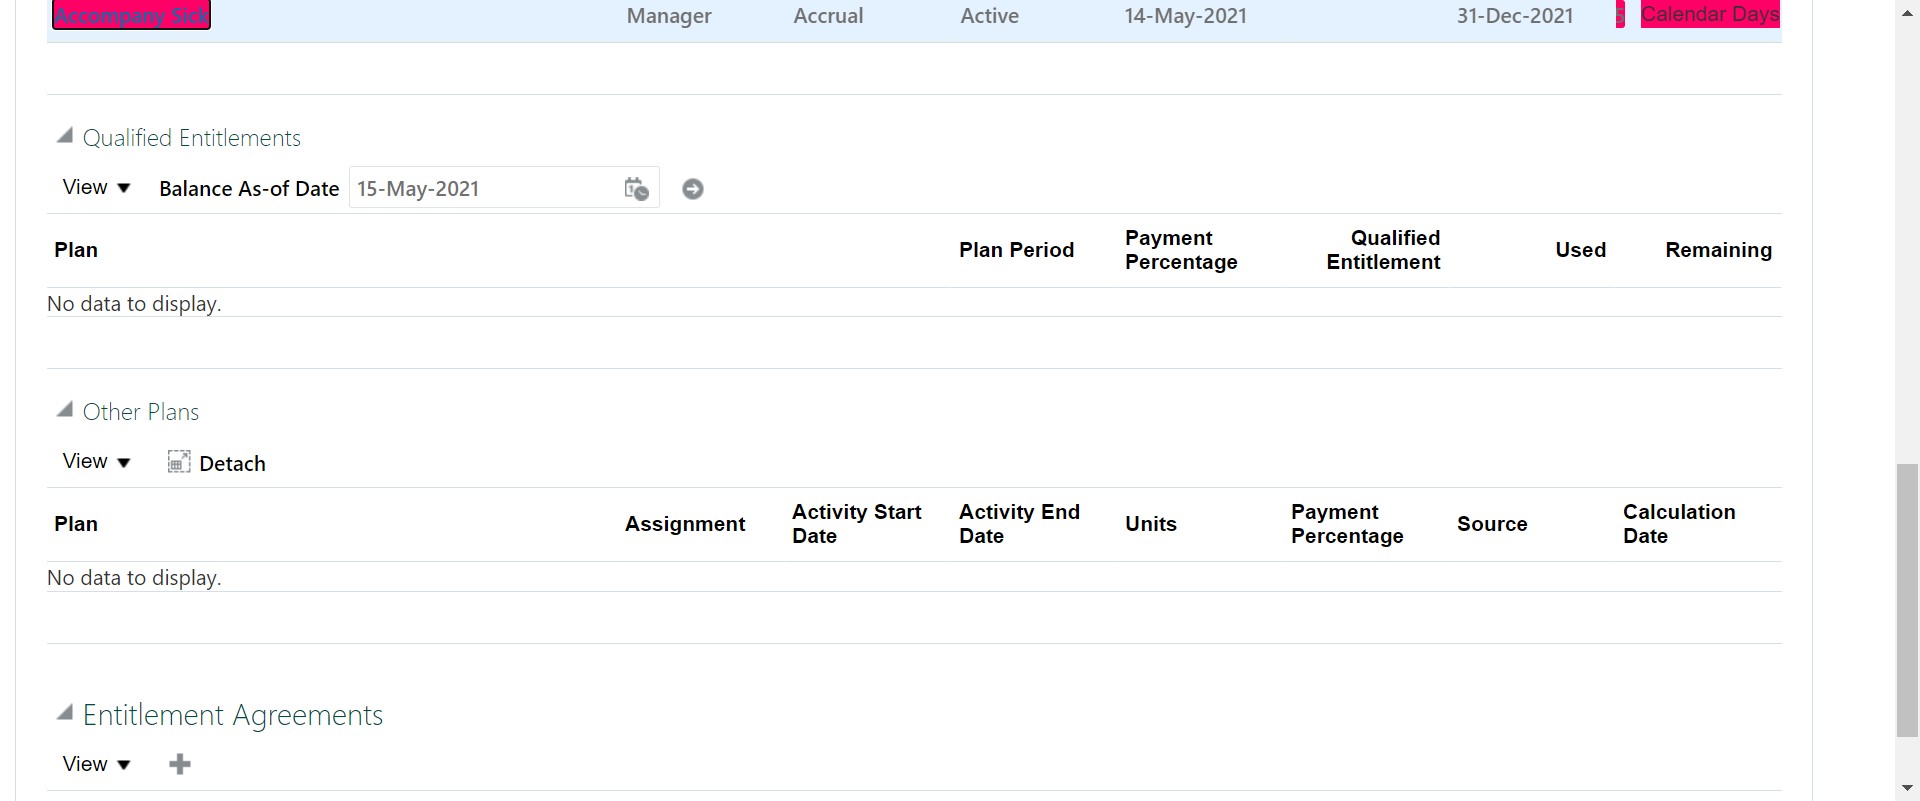 Accompany Sick Manager Accrual Active 14-May-2021 31-Dec-2021 5 Calendar Days
Qualified Entitlements
View Balance As-of Date 15-May-2021
Plan Plan Period Payment Percentage Qualified Entitlement Used Remaining
No data to display.
Other Plans
View Detach
Plan Assignment Activity Start Date Activity End Date Units Payment Percentage Source Calculation Date
No data to display.
Entitlement Agreements
View